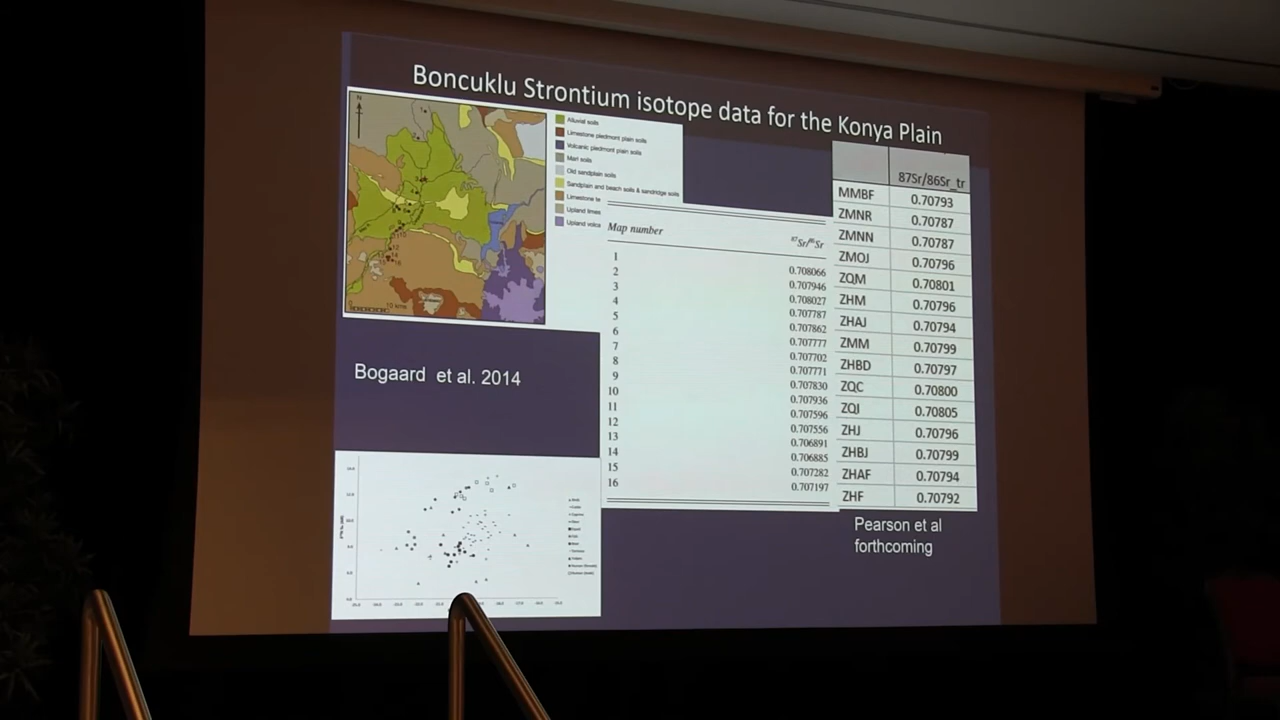 Boncuklu Strontium isotope data for the Konya Plain
N
Alluvial soils
Limestone piedmont plain soils
Volcanic piedmont plain soils
Marl soils
Old sandplain soils
Sandplain and beach soils & sandridge soils
Limestone te
Upland limes
Upland volca
10 kms
Bogaard et al. 2014
Map number 87Sr/86Sr
1
2 0.708066
3 0.707946
4 0.708027
5 0.707787
6 0.707862
7 0.707777
8 0.707702
9 0.707771
10 0.707830
11 0.707936
12 0.707596
13 0.707556
14 0.706891
15 0.706885
16 0.707282
0.707197
87Sr/86Sr_tr
MMBF 0.70793
ZMNR 0.70787
ZMNN 0.70787
ZMOJ 0.70796
ZQM 0.70801
ZHM 0.70796
ZHAJ 0.70794
ZMM 0.70799
ZHBD 0.70797
ZQC 0.70800
ZQJ 0.70805
ZHJ 0.70796
ZHBJ 0.70799
ZHAF 0.70794
ZHF 0.70792
Pearson et al
forthcoming